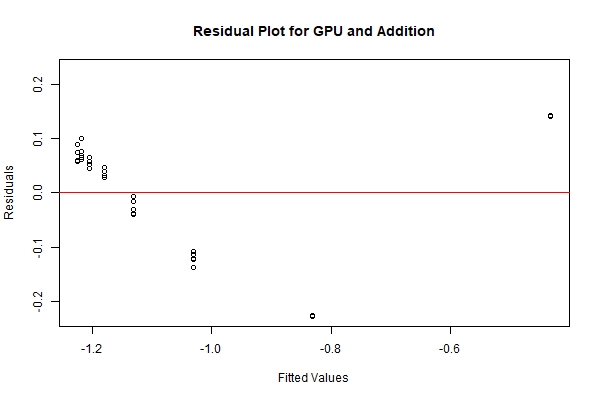 Residual Plot for GPU and Addition
Residuals
0.2
0.1
0.0
-0.1
-0.2
-1.2 -1.0 -0.8 -0.6
Fitted Values